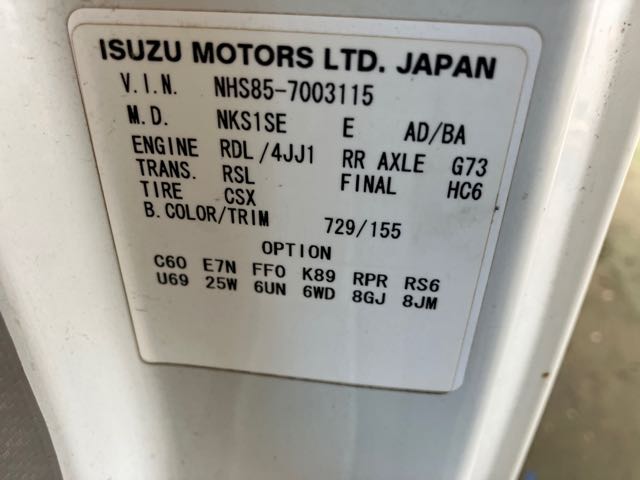 ISUZU MOTORS LTD. JAPAN
V.I.N. NHS85-7003115
M.D. NKS1SE E AD/BA
ENGINE RDL/4JJ1 RR AXLE G73
TRANS. RSL FINAL HC6
TIRE CSX
B.COLOR/TRIM 729/155
OPTION
C60 E7N FF0 K89 RPR RS6
U69 25W 6UN 6WD 8GJ 8JM